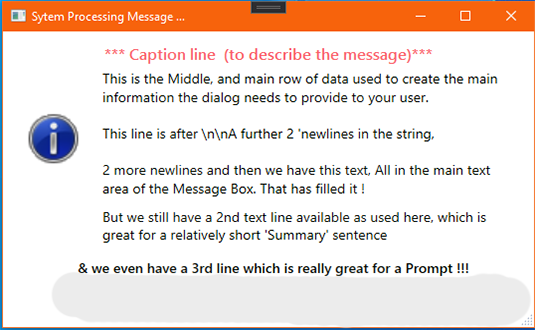 Sytem Processing Message ...
*** Caption line  (to describe the message)***
This is the Middle, and main row of data used to create the main
information the dialog needs to provide to your user.
This line is after \n\nA further 2 'newlines in the string,
2 more newlines and then we have this text, All in the main text
area of the Message Box. That has filled it !
But we still have a 2nd text line available as used here, which is
great for a relatively short 'Summary' sentence
& we even have a 3rd line which is really great for a Prompt !!!